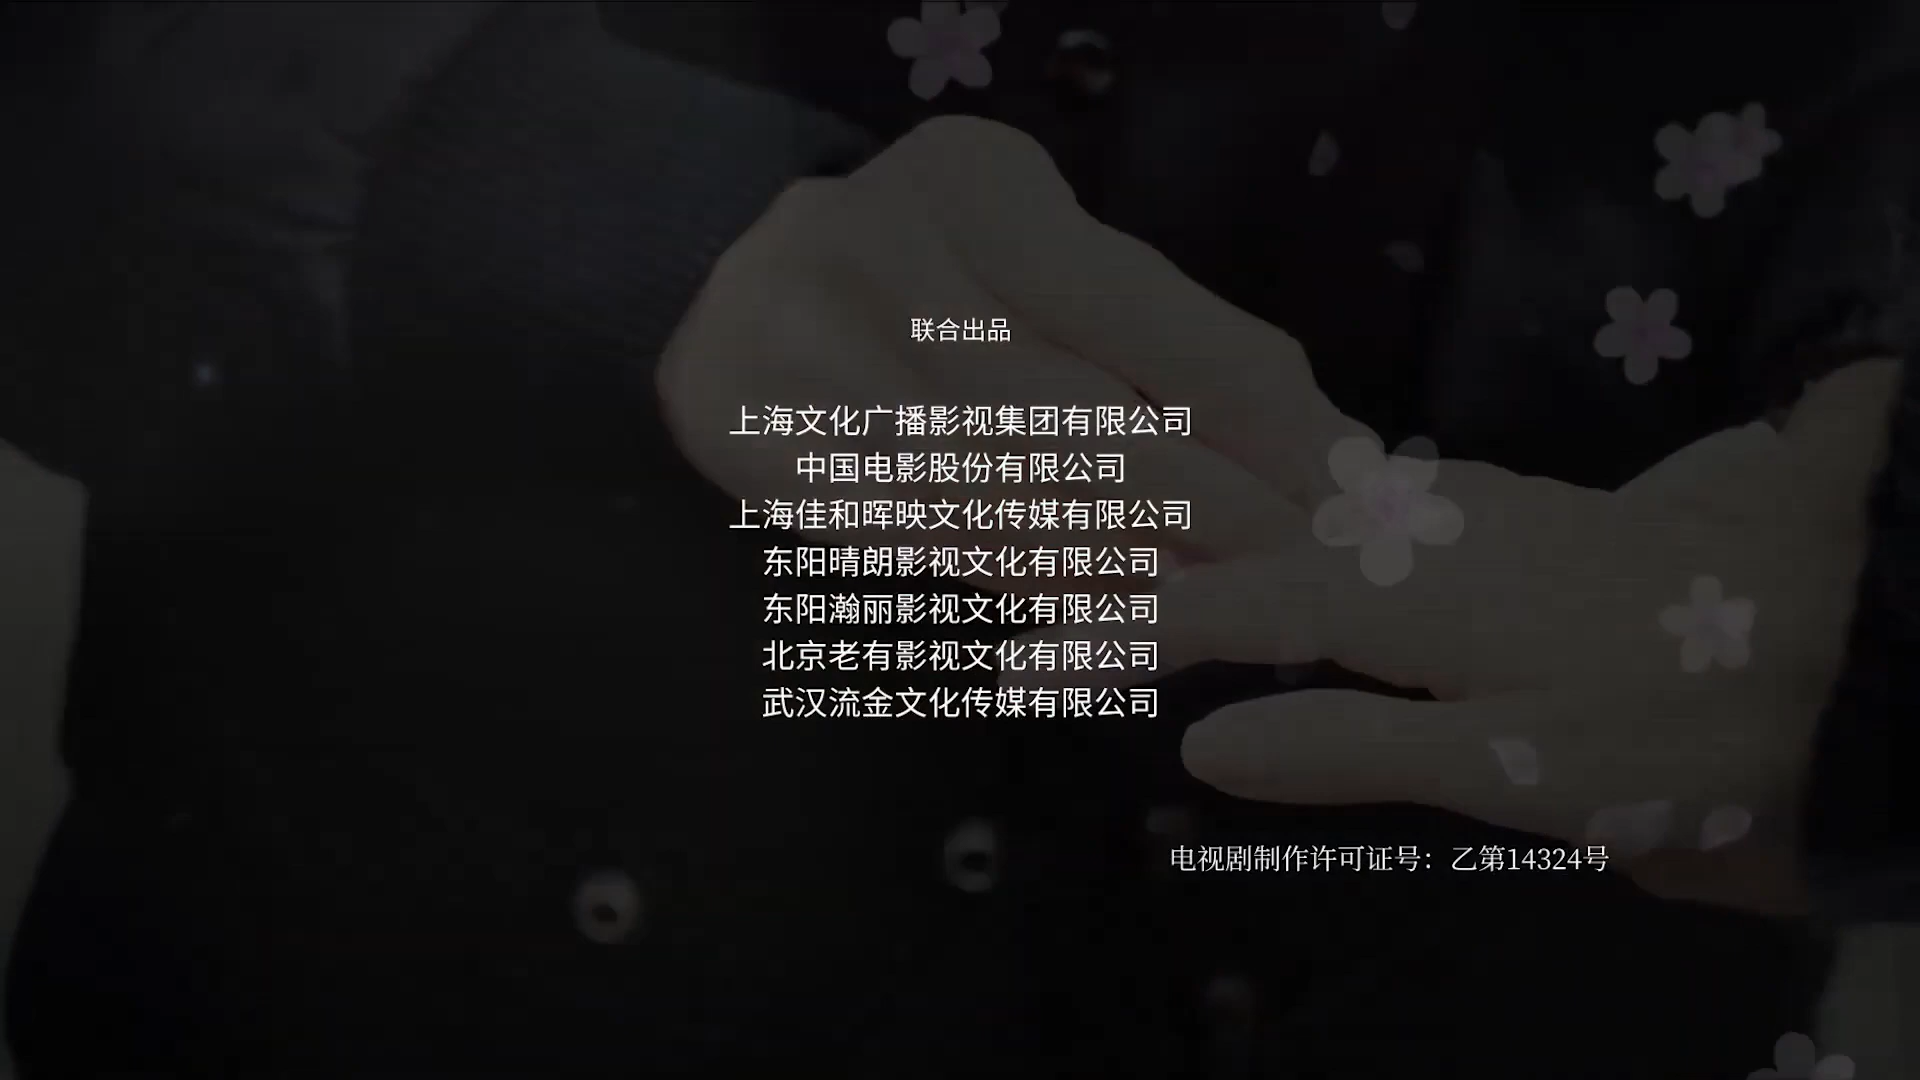 联合出品
上海文化广播影视集团有限公司
中国电影股份有限公司
上海佳和晖映文化传媒有限公司
东阳晴朗影视文化有限公司
东阳瀚丽影视文化有限公司
北京老有影视文化有限公司
武汉流金文化传媒有限公司
电视剧制作许可证号：乙第14324号